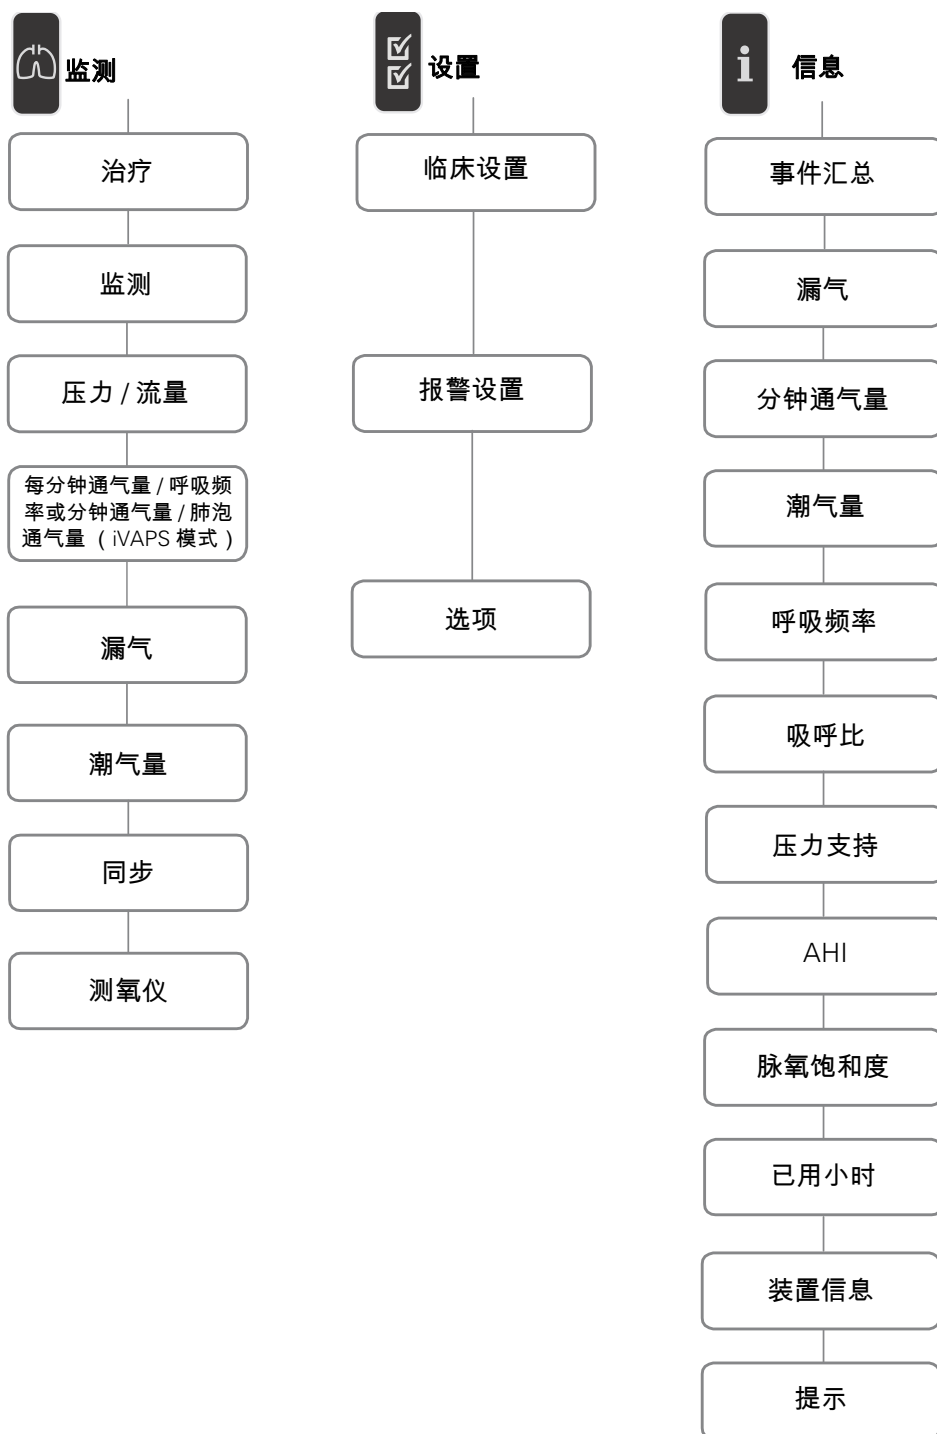 监测
治疗
监测
压力 / 流量
每分钟通气量 / 呼吸频
率或分钟通气量 / 肺泡
通气量 （ iVAPS 模式 ）
漏气
潮气量
同步
测氧仪
设置
临床设置
报警设置
选项
信息
事件汇总
漏气
分钟通气量
潮气量
呼吸频率
吸呼比
压力支持
AHI
脉氧饱和度
已用小时
装置信息
提示